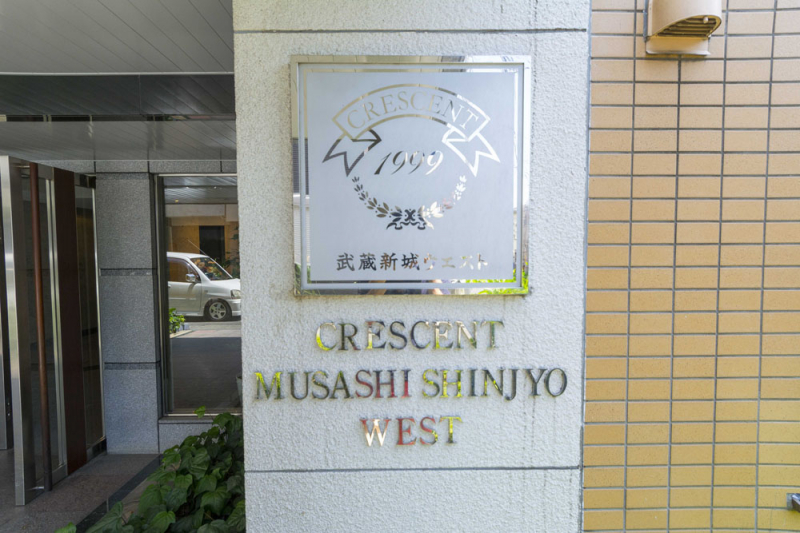 CRESCENT
1999
武蔵新城ウエスト
CRESCENT
MUSASHI SHINJYO
WEST